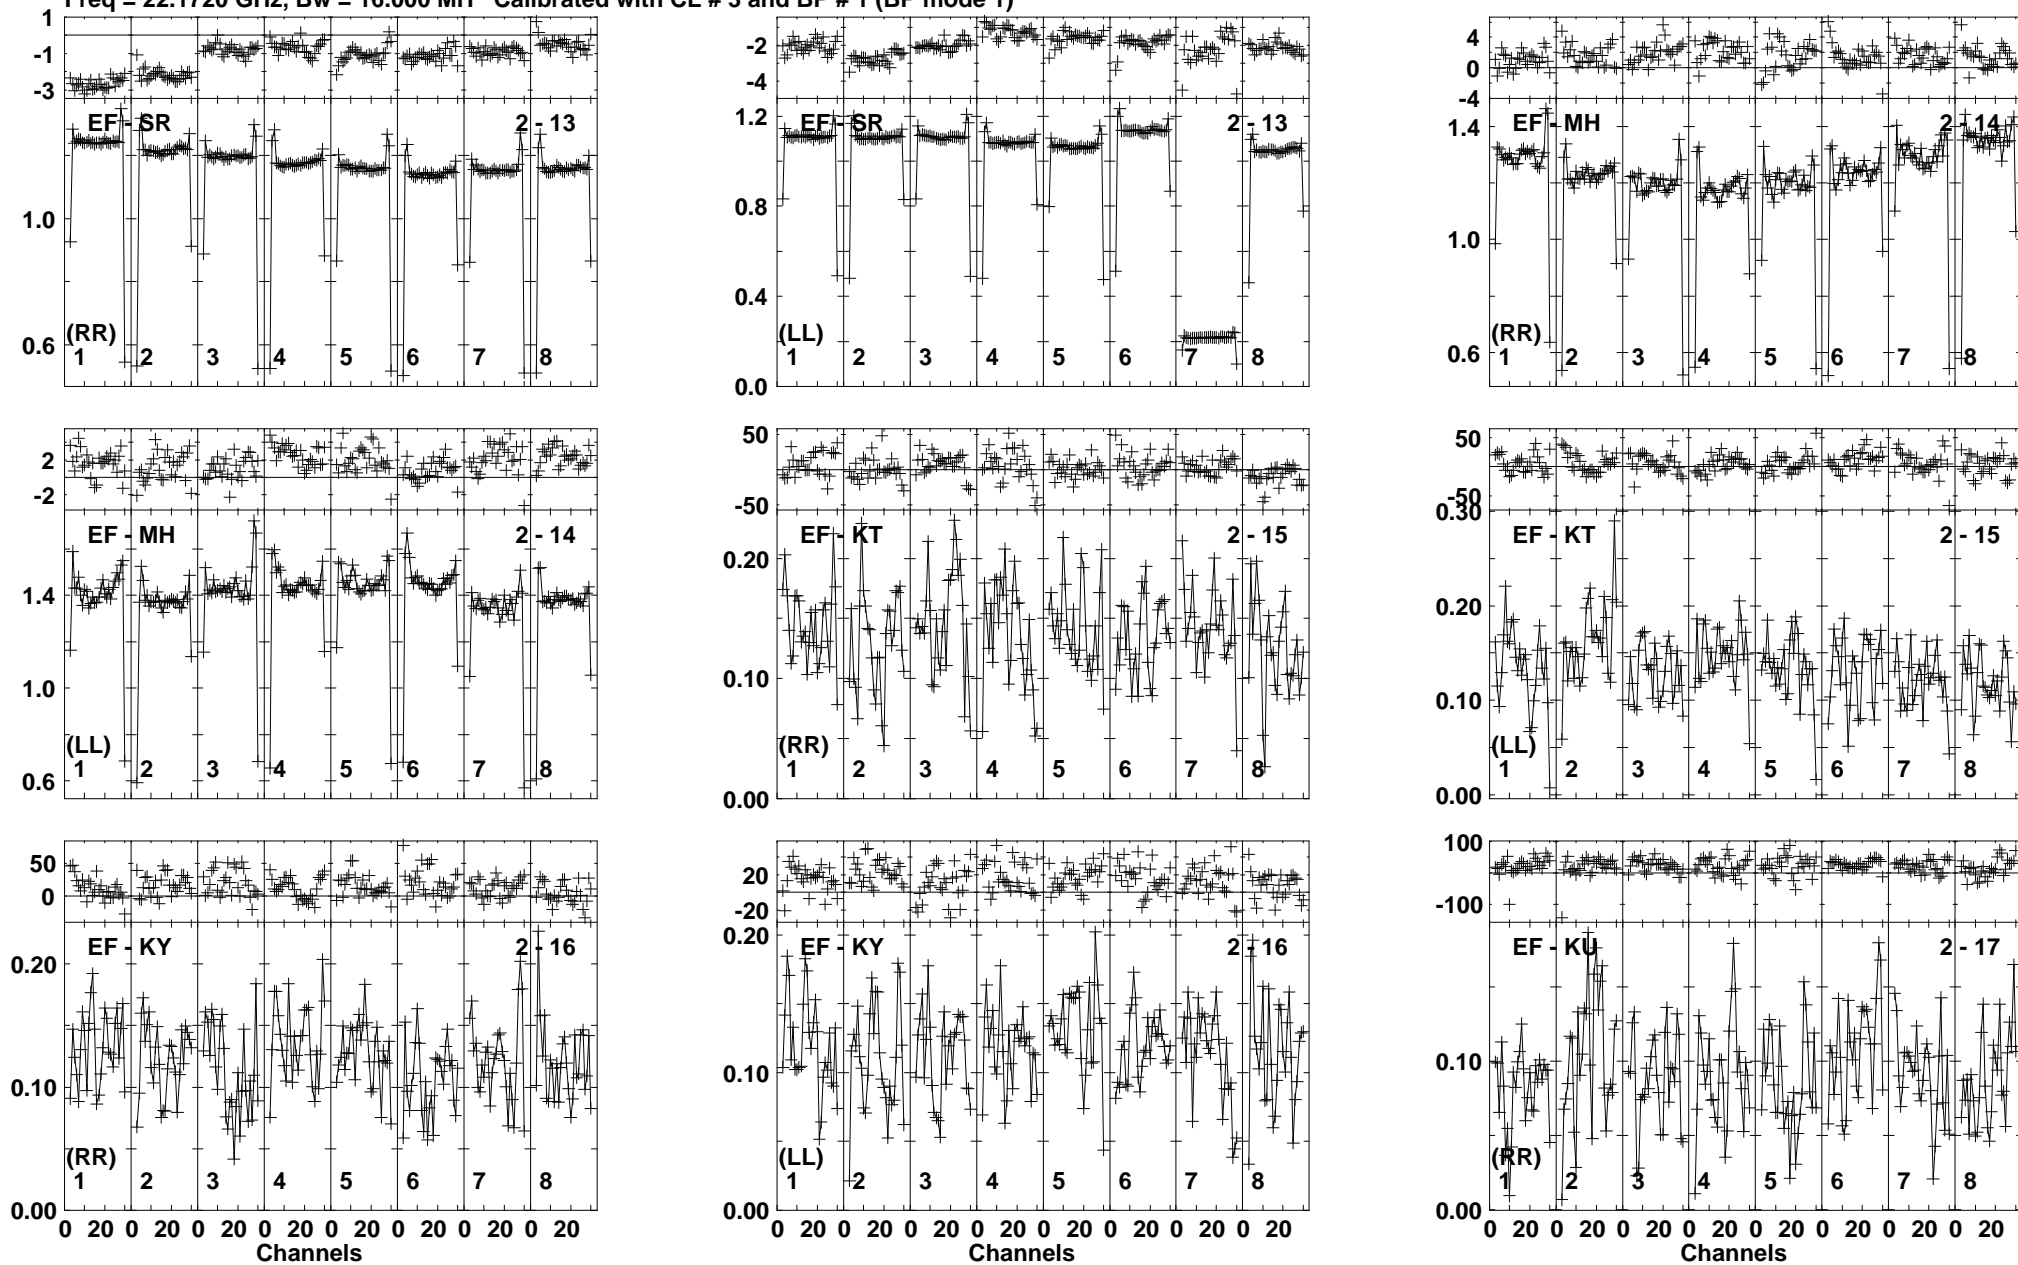 Freq = 22.1720 GHz, Bw = 16.000 MH Calibrated with CL # 3 and BP # 1 (BP mode 1)
1
-1
-3
EF - SR 2 - 13
1.0
0.6
(RR)
1 2 3 4 5 6 7 8
-2
-4
1.2
EF - SR 2 - 13
0.8
0.4
0.0
(LL)
1 2 3 4 5 6 7 8
4
0
-4
1.4
EF - MH 2 - 14
1.0
0.6
(RR)
1 2 3 4 5 6 7 8
2
-2
EF - MH 2 - 14
1.4
1.0
0.6
(LL)
1 2 3 4 5 6 7 8
50
-50
EF - KT 2 - 15
0.20
0.10
0.00
(RR)
1 2 3 4 5 6 7 8
50
-50
0.30
EF - KT 2 - 15
0.20
0.10
0.00
(LL)
1 2 3 4 5 6 7 8
50
0
EF - KY 2 - 16
0.20
0.10
0.00
(RR)
1 2 3 4 5 6 7 8
0 20 0 20 0 20 0 20 0 20 0 20 0 20 0 20
Channels
20
-20
0.20
EF - KY 2 - 16
0.10
0.00
(LL)
1 2 3 4 5 6 7 8
0 20 0 20 0 20 0 20 0 20 0 20 0 20 0 20
Channels
100
-100
EF - KU 2 - 17
0.10
0.00
(RR)
1 2 3 4 5 6 7 8
0 20 0 20 0 20 0 20 0 20 0 20 0 20 0 20
Channels